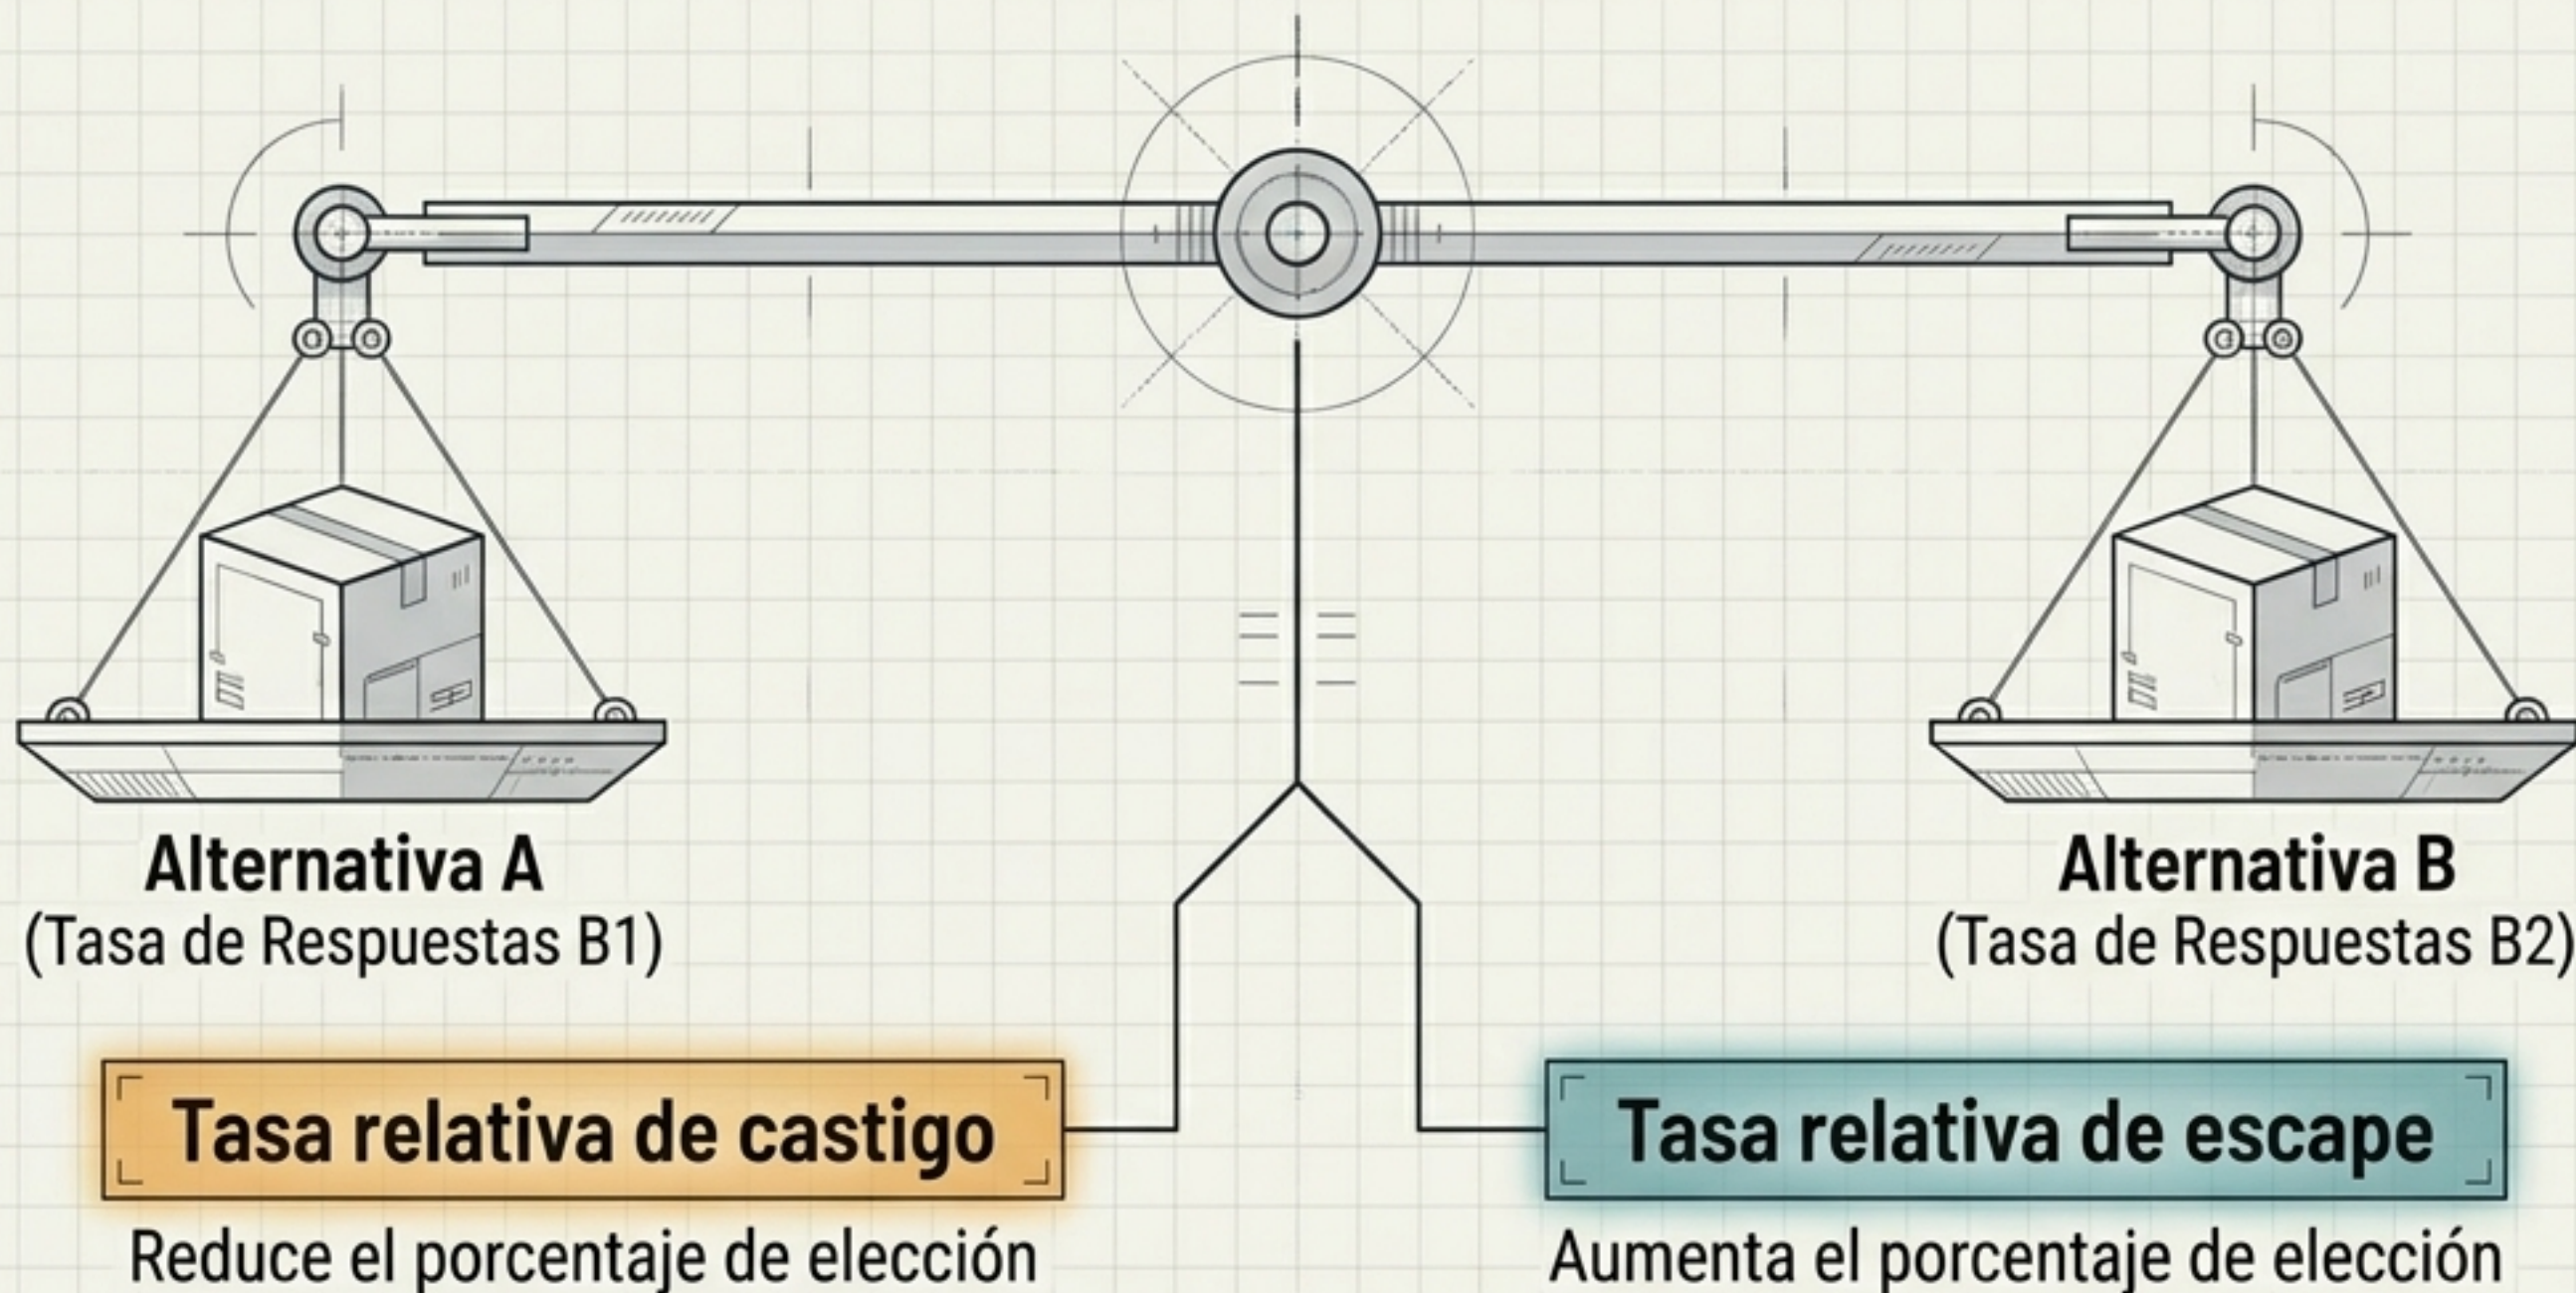 Alternativa A
(Tasa de Respuestas B1)
Alternativa B
(Tasa de Respuestas B2)
Tasa relativa de castigo
Reduce el porcentaje de elección
Tasa relativa de escape
Aumenta el porcentaje de elección